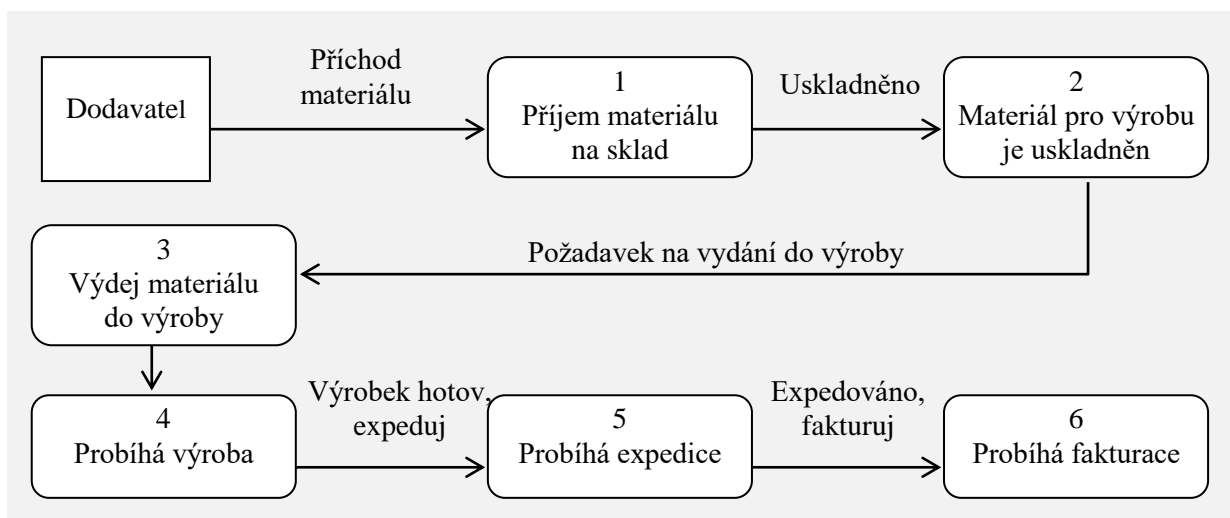 Dodavatel
Příchod
materiálu
1
Příjem materiálu
na sklad
Uskladněno
2
Materiál pro výrobu
je uskladněn
Požadavek na vydání do výroby
3
Výdej materiálu
do výroby
4
Probíhá výroba
Výrobek hotov,
expeduj
5
Probíhá expedice
Expedováno,
fakturuj
6
Probíhá fakturace